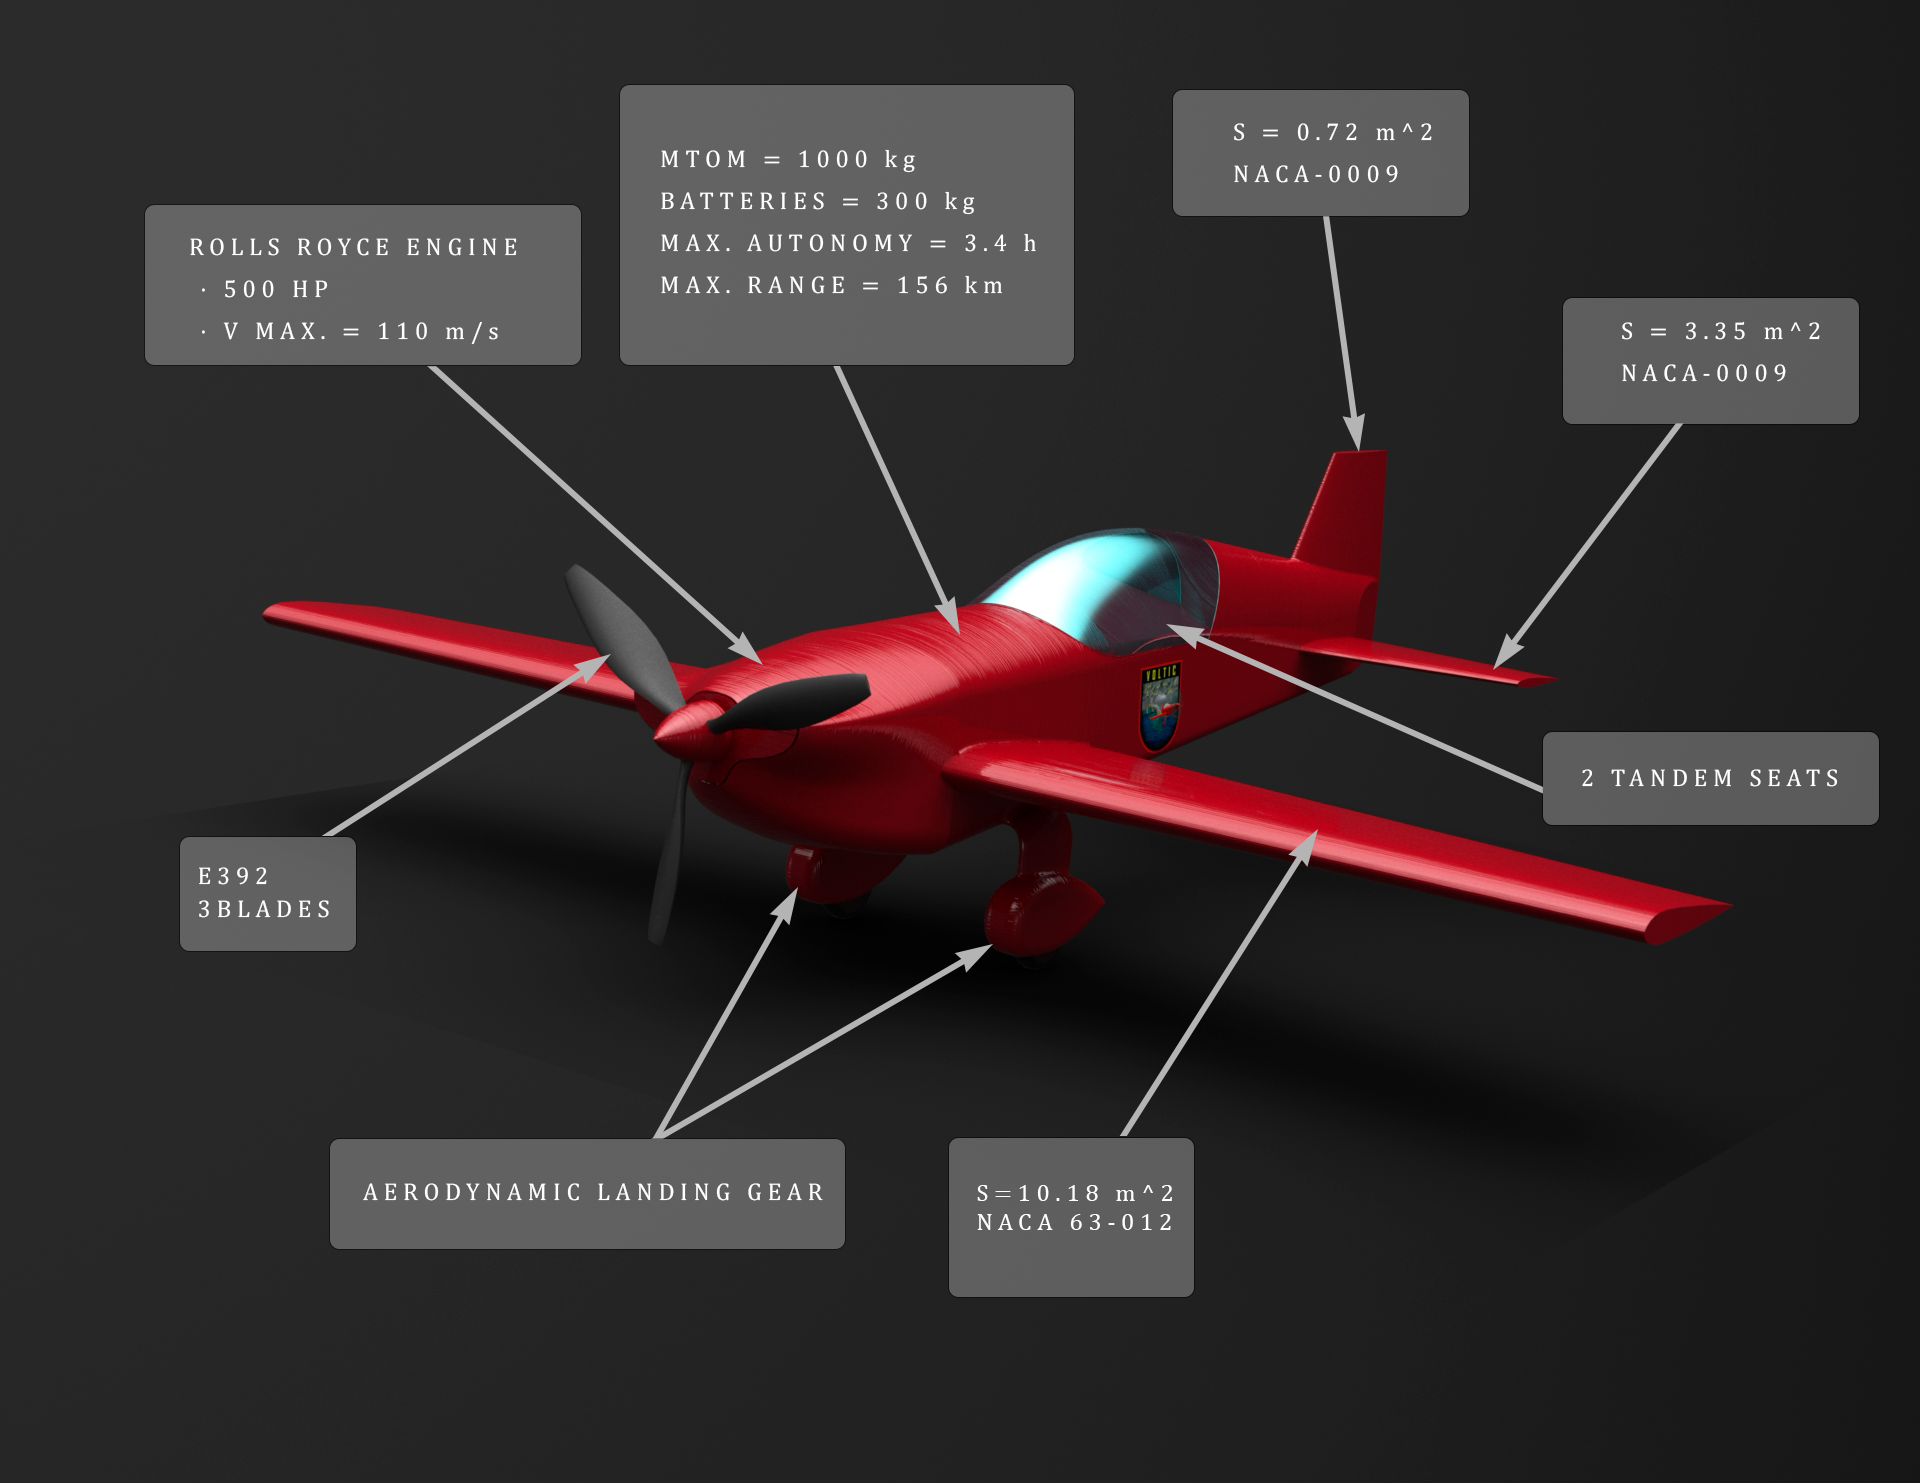 S = 0.72 m^2
NACA-0009
MTOM = 1000 kg
BATTERIES = 300 kg
MAX. AUTONOMY = 3.4 h
MAX. RANGE = 156 km
ROLLS ROYCE ENGINE
· 500 HP
· V MAX. = 110 m/s
S = 3.35 m^2
NACA-0009
VOLTIC
2 TANDEM SEATS
E392
3BLADES
AERODYNAMIC LANDING GEAR
S=10.18 m^2
NACA 63-012